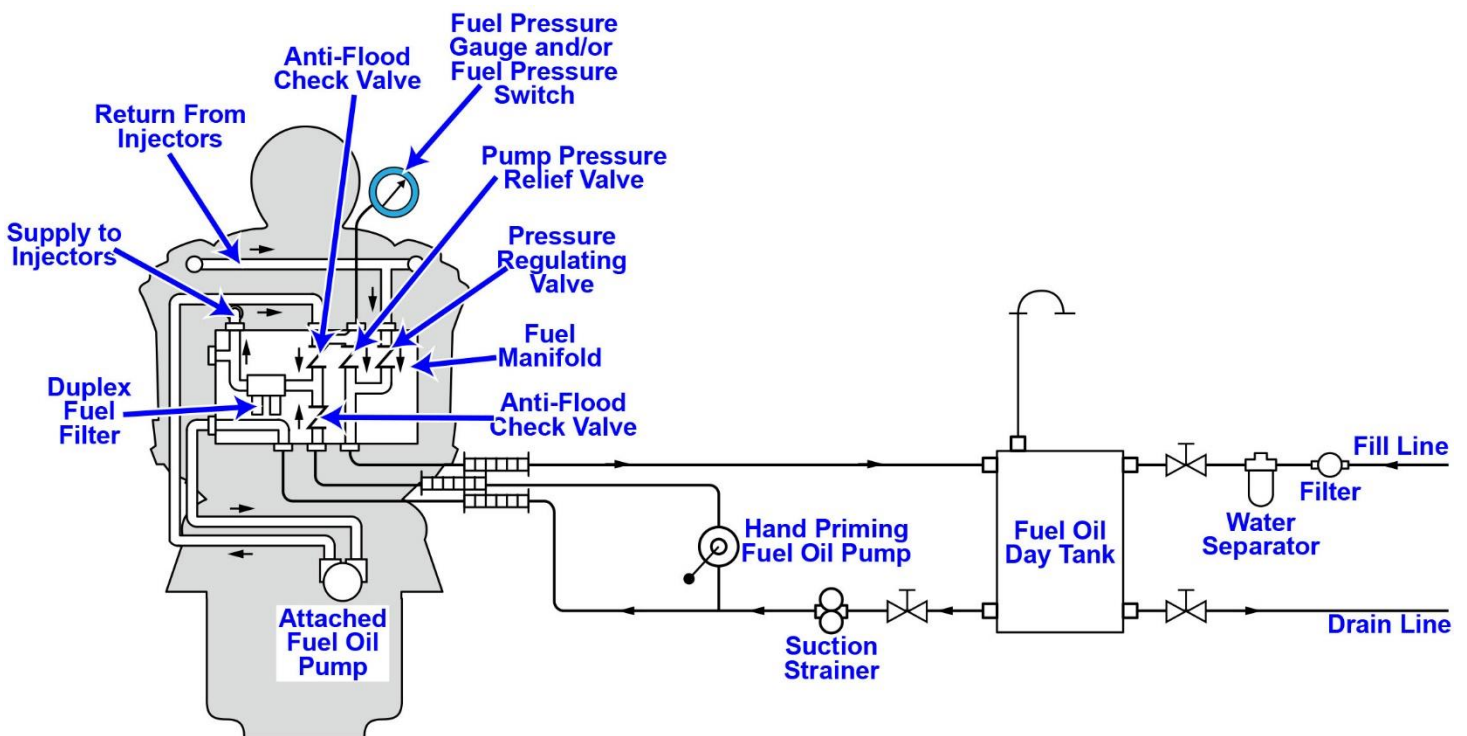 Fuel Pressure
Gauge and/or
Fuel Pressure
Switch
Anti-Flood
Check Valve
Return From
Injectors
Pump Pressure
Relief Valve
Supply to
Injectors
Pressure
Regulating
Valve
Fuel
Manifold
Duplex
Fuel
Filter
Anti-Flood
Check Valve
Fill Line
Filter
Water
Separator
Hand Priming
Fuel Oil Pump
Fuel Oil
Day Tank
Attached
Fuel Oil
Pump
Suction
Strainer
Drain Line